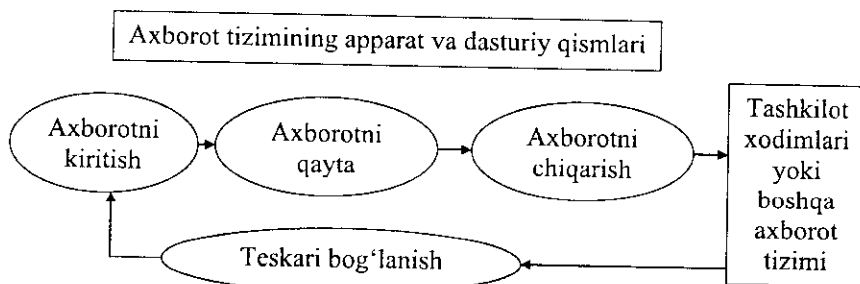 Axborot tizimining apparat va dasturiy qismlari
Axborotni
kiritish
Axborotni
qayta
Axborotni
chiqarish
Tashkilot
xodimlari
yoki
boshqa
axborot
tizimi
Teskari bog‘lanish